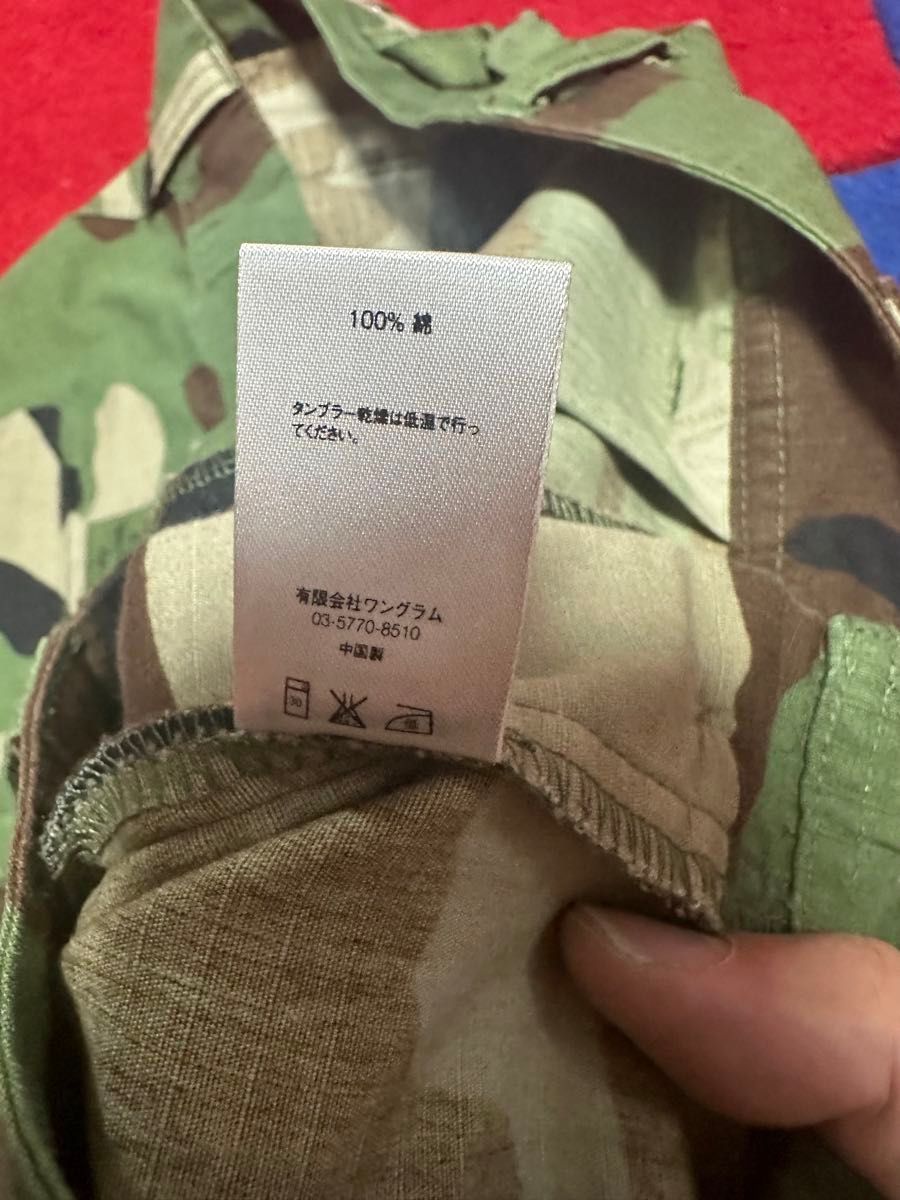 100% 綿
タンブラー乾燥は低温で行っ
てください。
有限会社ワングラム
03-5770-8510
中国製
30